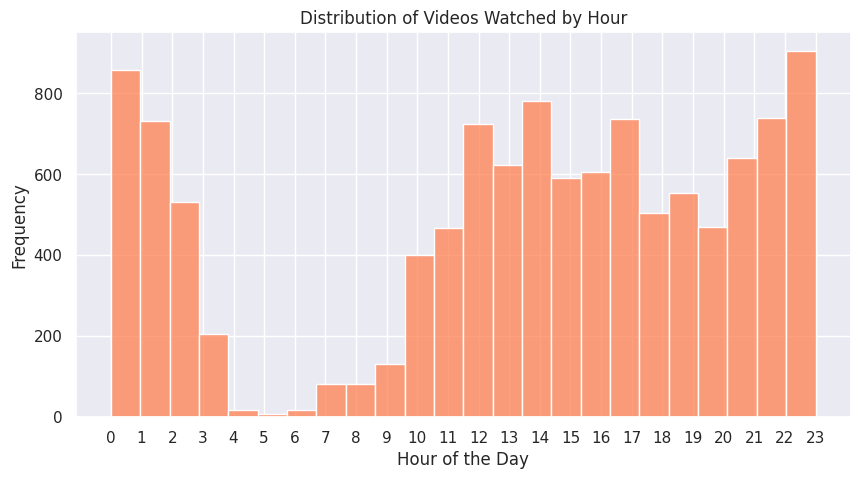 Distribution of Videos Watched by Hour
Frequency
800
600
400
200
0
0 1 2 3 4 5 6 7 8 9 10 11 12 13 14 15 16 17 18 19 20 21 22 23
Hour of the Day